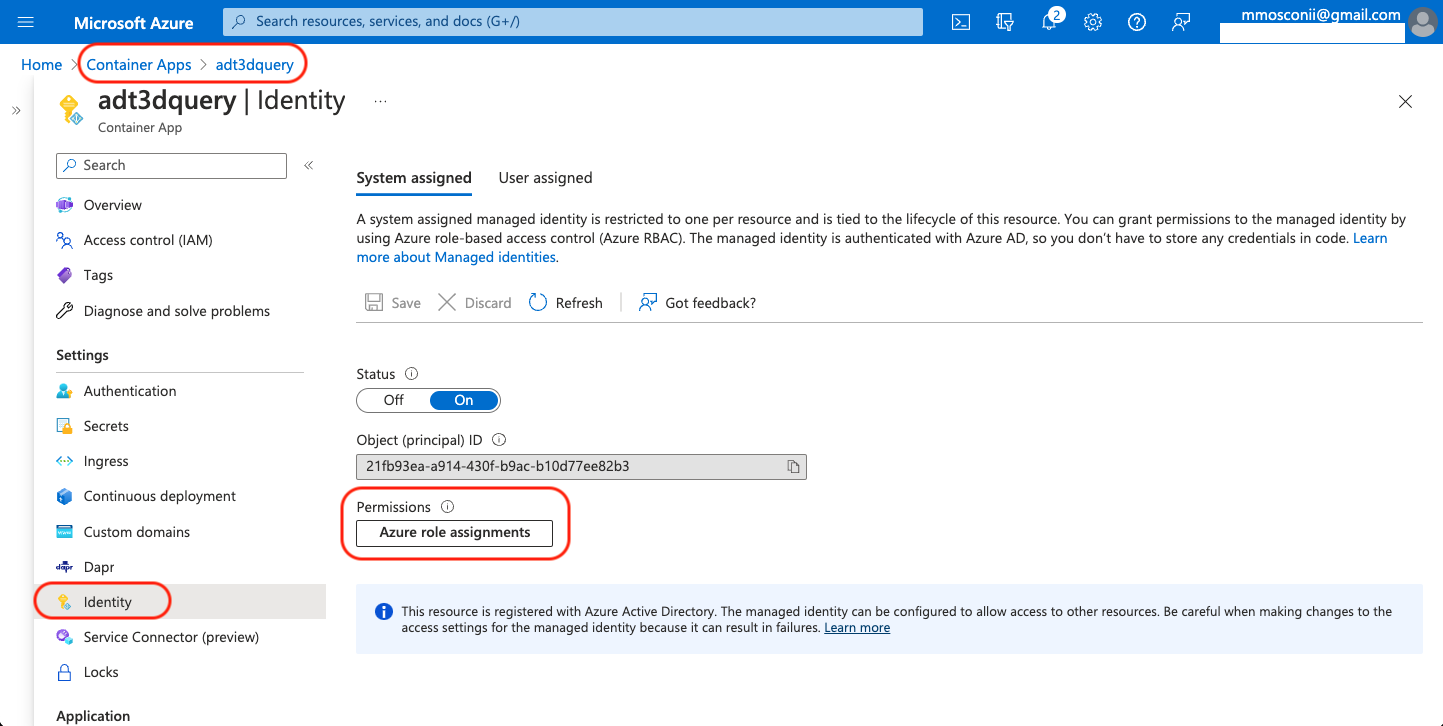 Microsoft Azure
Search resources, services, and docs (G+/)
2
mmosconii@gmail.com
Home > Container Apps > adt3dquery
adt3dquery | Identity ...
Container App
Search
Overview
Access control (IAM)
Tags
Diagnose and solve problems
Settings
Authentication
Secrets
Ingress
Continuous deployment
Custom domains
dapr Dapr
Identity
Service Connector (preview)
Locks
Application
System assigned User assigned
A system assigned managed identity is restricted to one per resource and is tied to the lifecycle of this resource. You can grant permissions to the managed identity by
using Azure role-based access control (Azure RBAC). The managed identity is authenticated with Azure AD, so you don’t have to store any credentials in code. Learn
more about Managed identities.
Save Discard Refresh Got feedback?
Status
Off On
Object (principal) ID
21fb93ea-a914-430f-b9ac-b10d77ee82b3
Permissions
Azure role assignments
This resource is registered with Azure Active Directory. The managed identity can be configured to allow access to other resources. Be careful when making changes to the
access settings for the managed identity because it can result in failures. Learn more